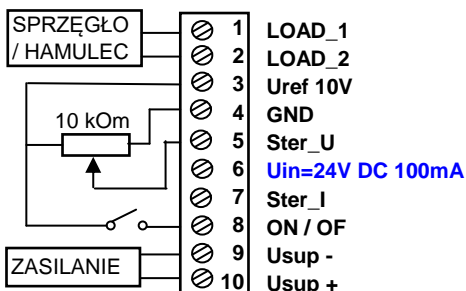 SPRZĘGŁO
/ HAMULEC
10 kOm
ZASILANIE
1 LOAD_1
2 LOAD_2
3 Uref 10V
4 GND
5 Ster_U
6 Uin=24V DC 100mA
7 Ster_I
8 ON / OF
9 Usup -
10 Usup +